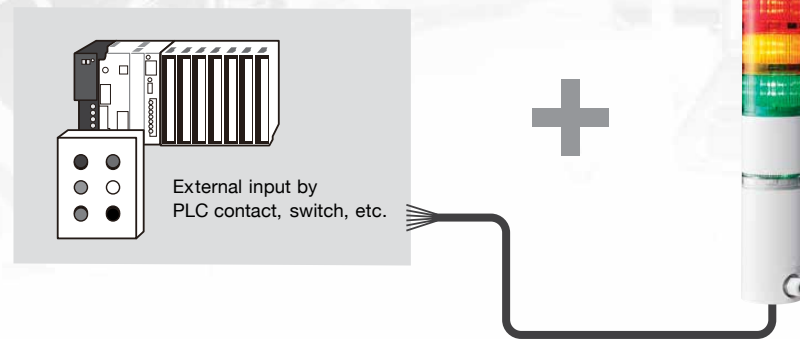 External input by
PLC contact, switch, etc.